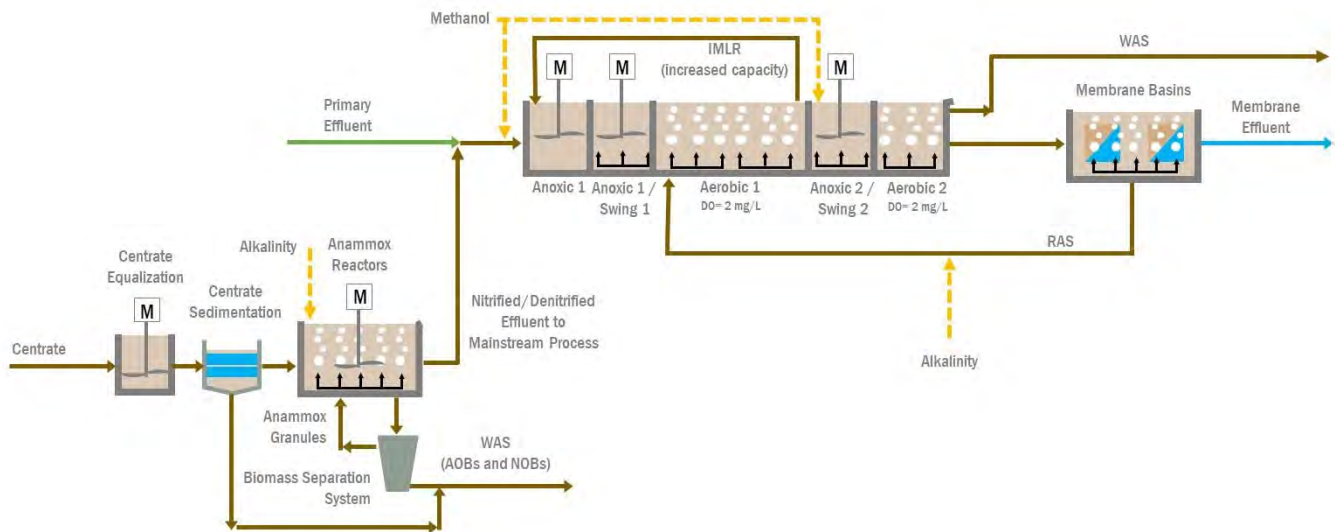 Methanol
IMLR
(increased capacity)
WAS
M
M
M
Membrane Basins
Primary
Effluent
Membrane
Effluent
Anoxic 1
Anoxic 1 /
Swing 1
Aerobic 1
DO= 2 mg/L
Anoxic 2 /
Swing 2
Aerobic 2
DO= 2 mg/L
RAS
Alkalinity
Anammox
Reactors
Centrate
Equalization
Centrate
Sedimentation
M
M
Nitrified/Denitrified
Effluent to
Mainstream Process
Centrate
Alkalinity
Anammox
Granules
WAS
(AOBs and NOBs)
Biomass Separation
System